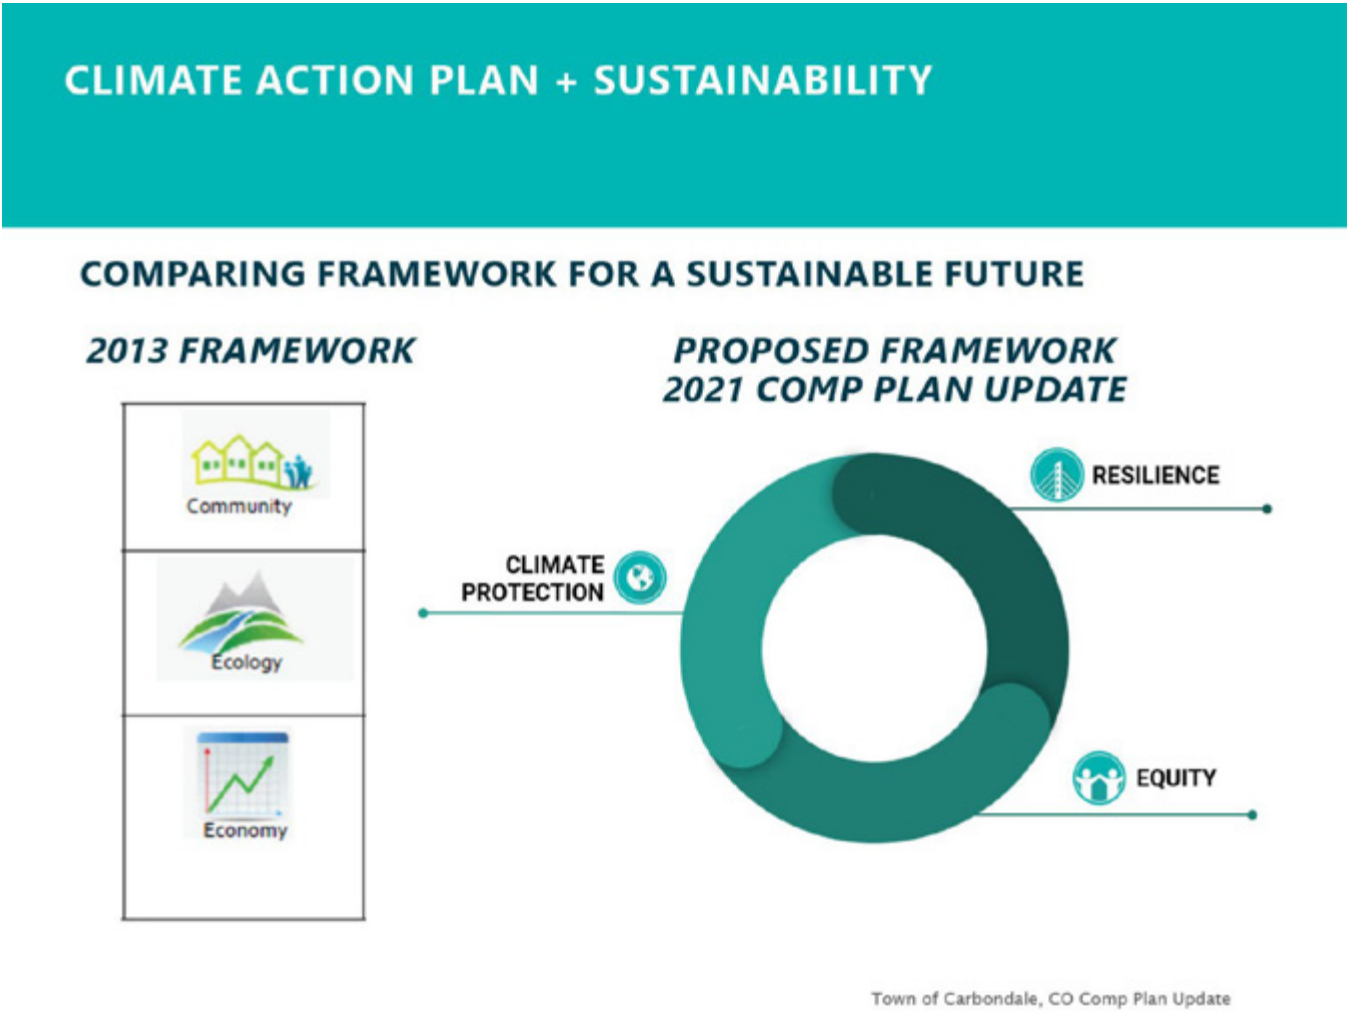 CLIMATE ACTION PLAN + SUSTAINABILITY
COMPARING FRAMEWORK FOR A SUSTAINABLE FUTURE
2013 FRAMEWORK
Community
Ecology
Economy
PROPOSED FRAMEWORK
2021 COMP PLAN UPDATE
RESILIENCE
CLIMATE
PROTECTION
EQUITY
Town of Carbondale, CO Comp Plan Update